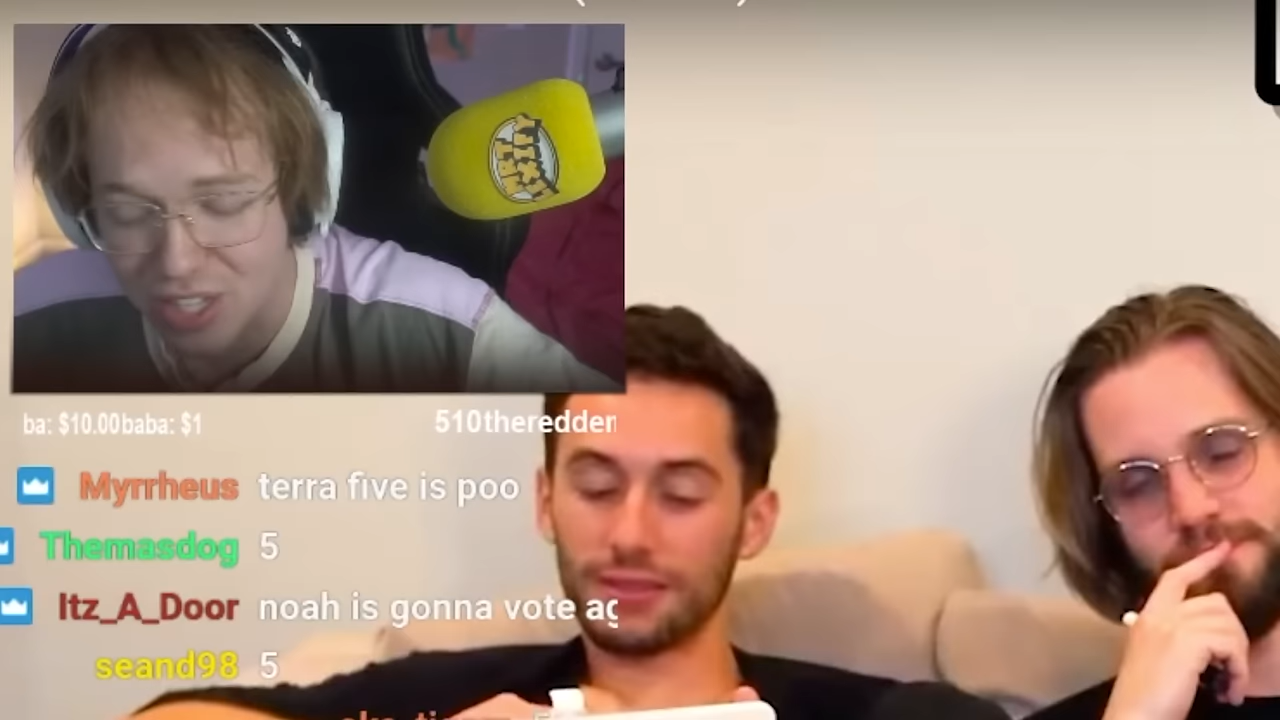 ba: $10.00baba: $1
510theredden
Myrrheus terra five is poo
Themasdog 5
Itz_A_Door noah is gonna vote ag
seand98 5